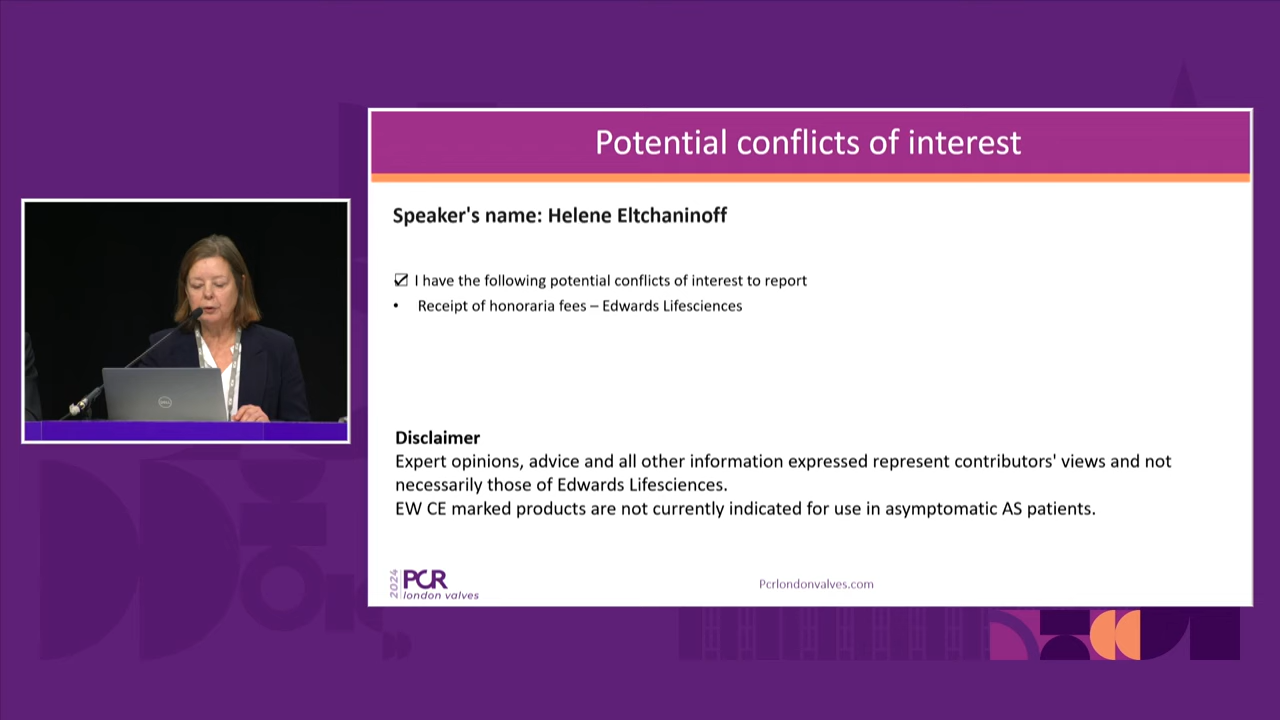 Potential conflicts of interest
Speaker's name: Helene Eltchaninoff
☑ I have the following potential conflicts of interest to report
• Receipt of honoraria fees – Edwards Lifesciences
Disclaimer
Expert opinions, advice and all other information expressed represent contributors' views and not
necessarily those of Edwards Lifesciences.
EW CE marked products are not currently indicated for use in asymptomatic AS patients.
2024 PCR
london valves
Pcrlondonvalves.com
DELL